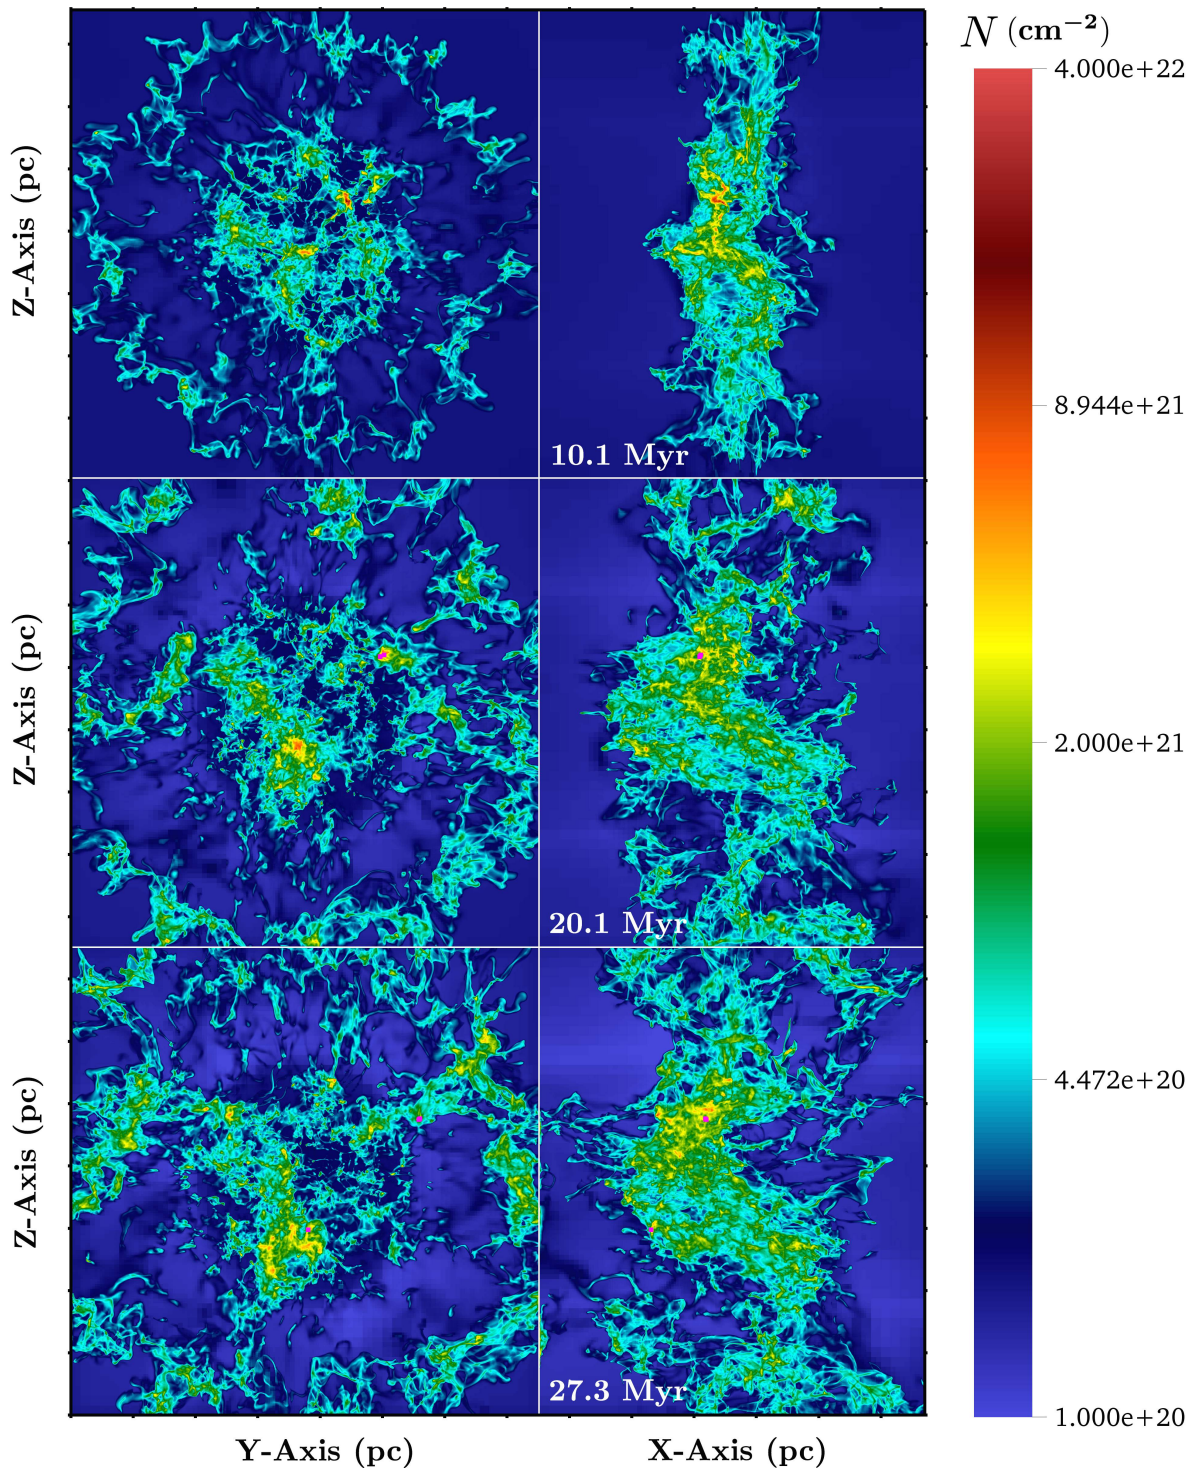 N (cm−2)
4.000e+22
Z-Axis (pc)
8.944e+21
10.1 Myr
Z-Axis (pc)
2.000e+21
20.1 Myr
4.472e+20
Z-Axis (pc)
27.3 Myr
1.000e+20
Y-Axis (pc)
X-Axis (pc)